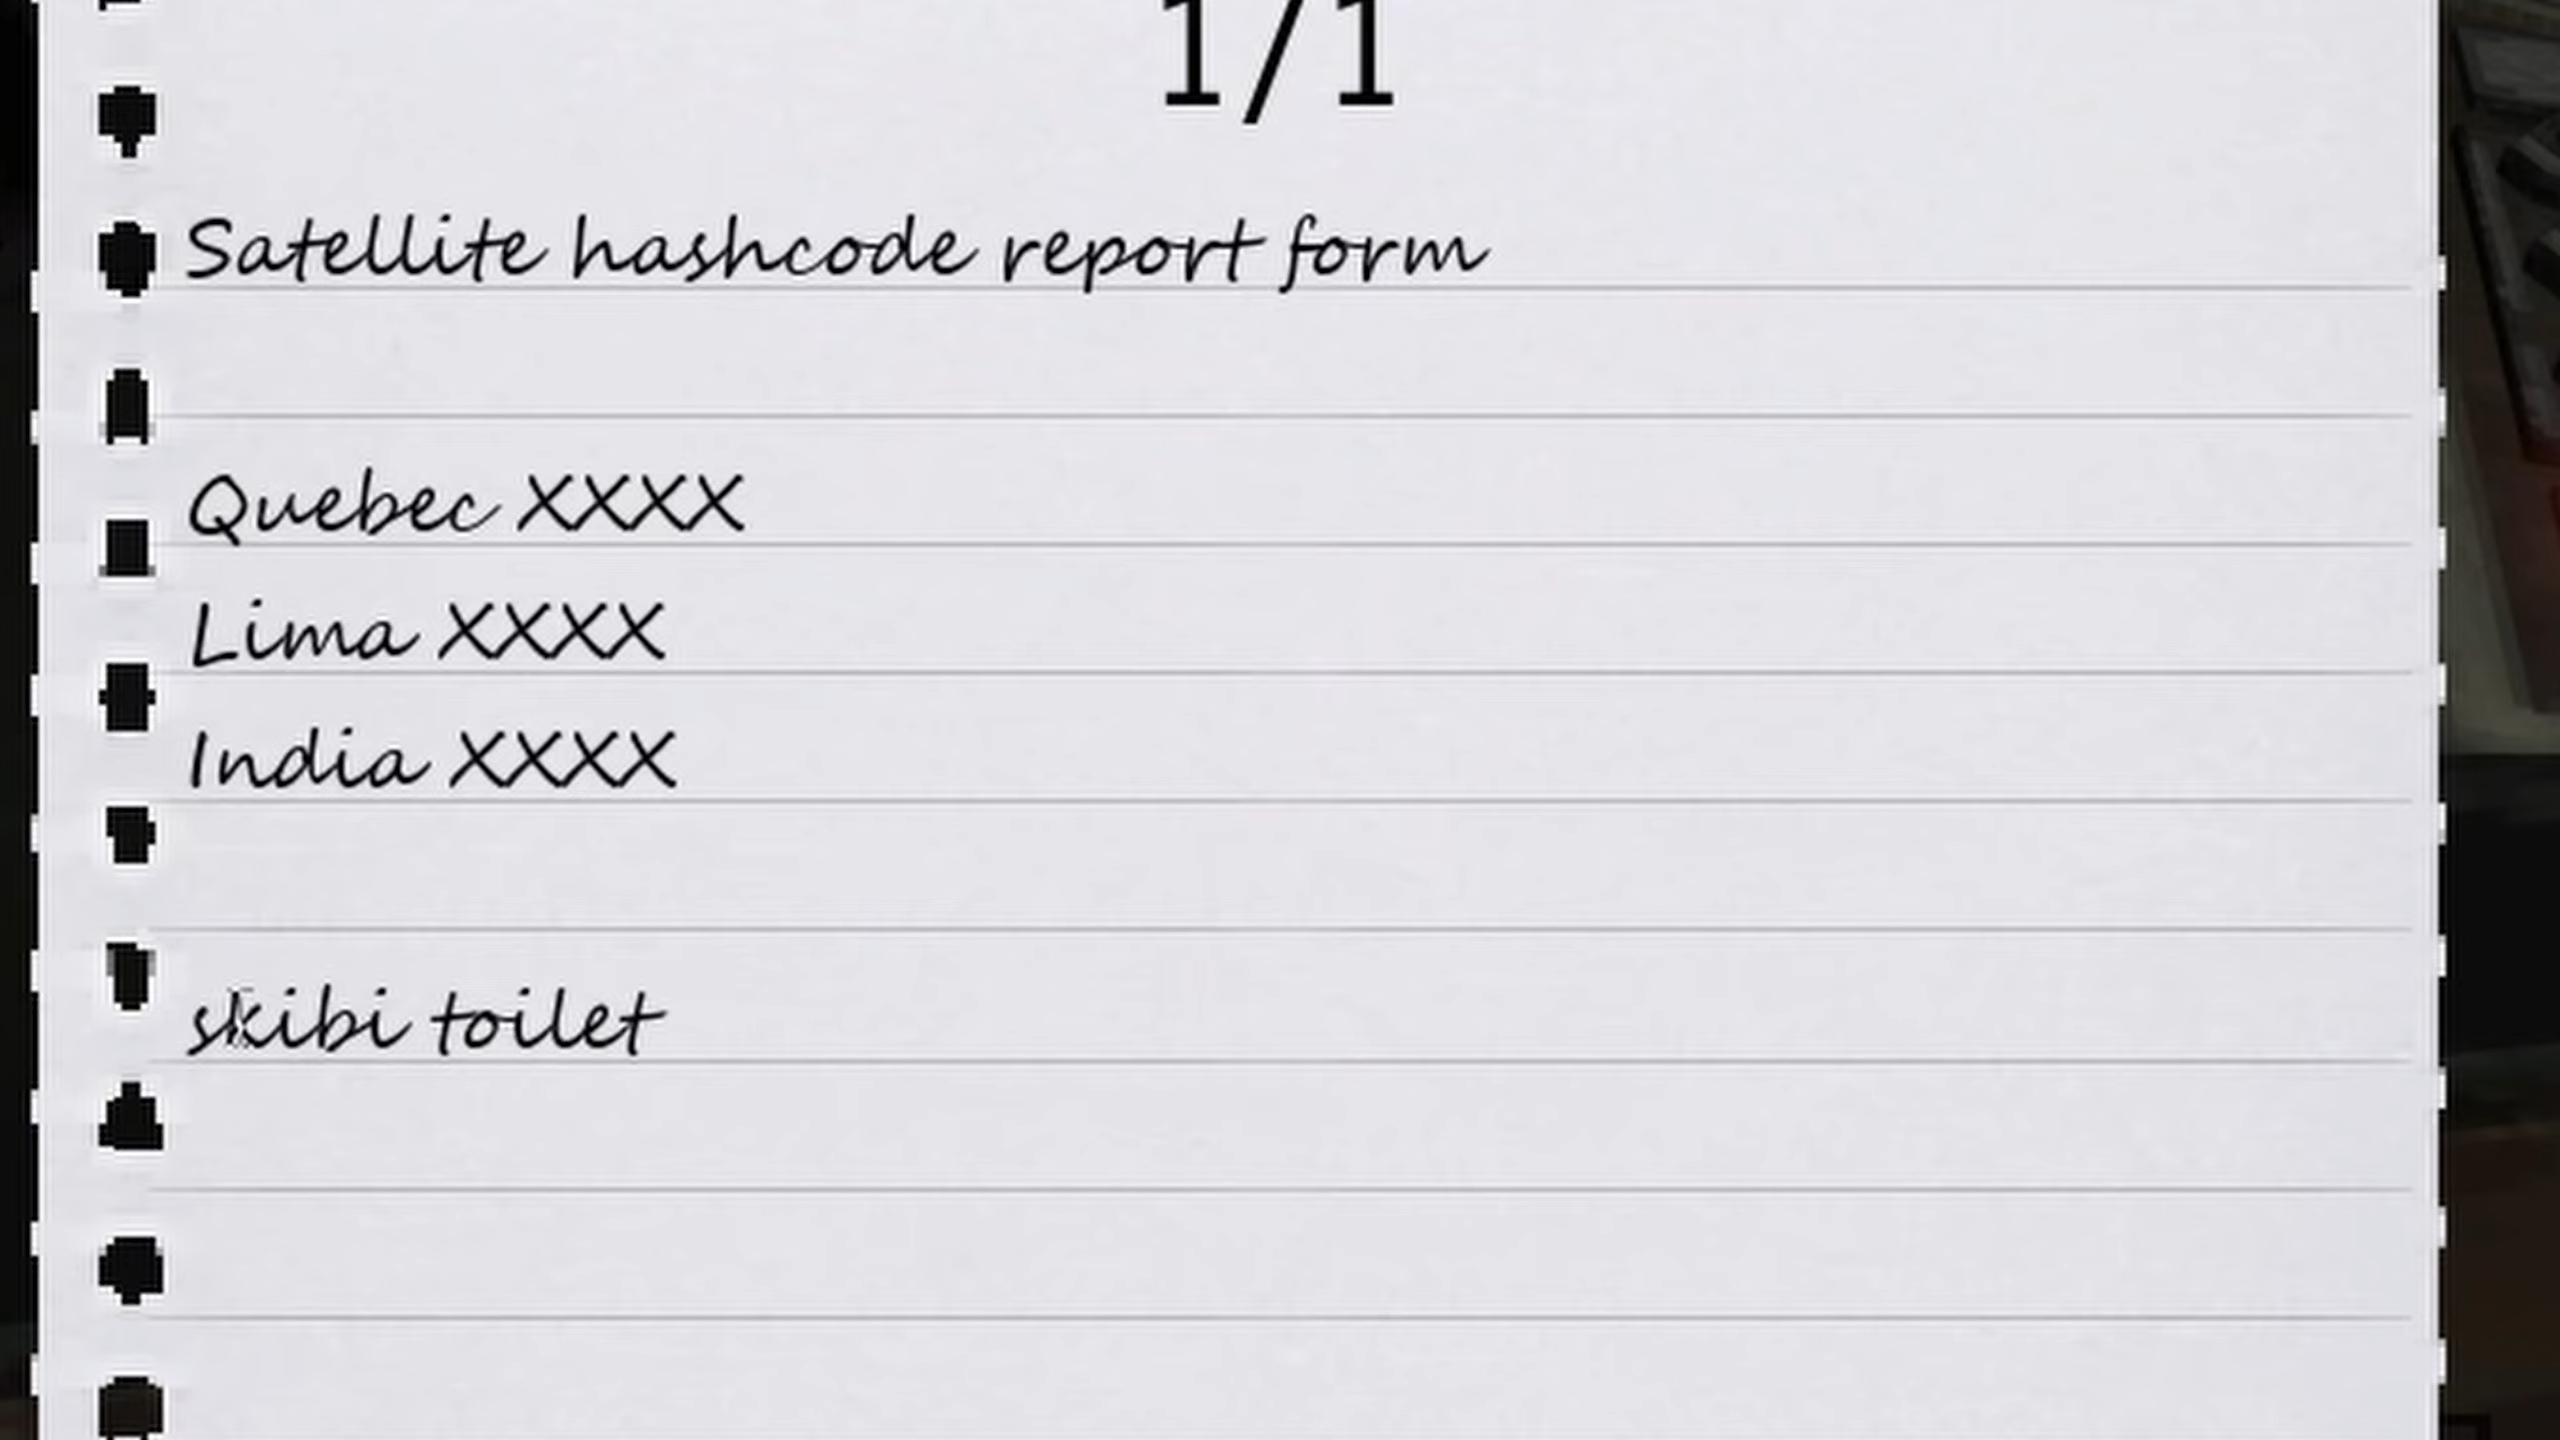 1/1
Satellite hashcode report form
Quebec XXXX
Lima XXXX
India XXXX
skibi toilet